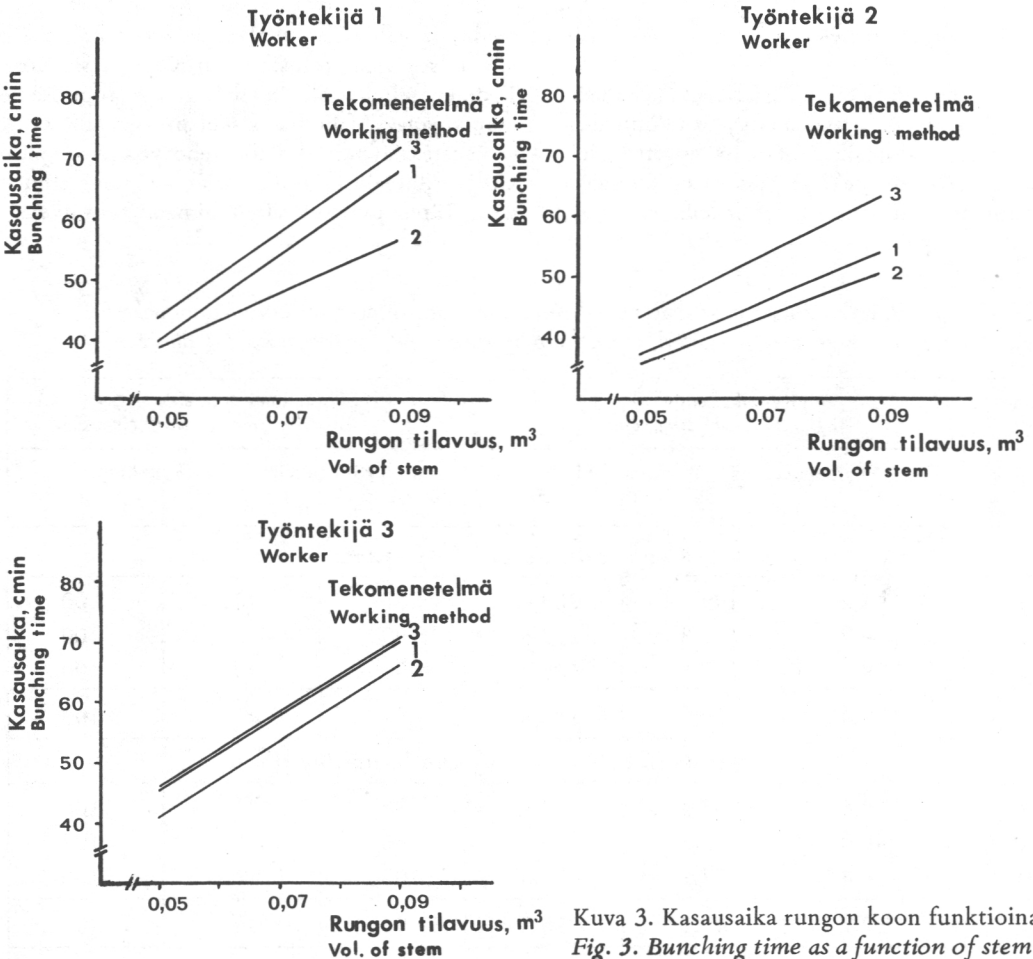 Työntekijä 1
Worker
Kasausaika, cmin
Bunching time
80
70
60
50
40
Tekomenetelmä
Working method
3
1
2
0,05
0,07
0,09
Rungon tilavuus, m³
Vol. of stem
Työntekijä 2
Worker
Kasausaika, cmin
Bunching time
80
70
60
50
40
Tekomenetelmä
Working method
3
1
2
0,05
0,07
0,09
Rungon tilavuus, m³
Vol. of stem
Työntekijä 3
Worker
Kasausaika, cmin
Bunching time
80
70
60
50
40
Tekomenetelmä
Working method
3
1
2
0,05
0,07
0,09
Rungon tilavuus, m³
Vol. of stem
Kuva 3. Kasausaika rungon koon funktioina
Fig. 3. Bunching time as a function of stem